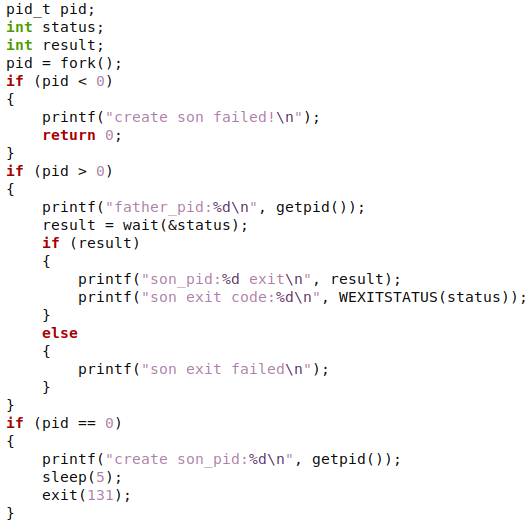 pid_t pid;
int status;
int result;
pid = fork();
if (pid < 0)
{
    printf("create son failed!\n");
    return 0;
}
if (pid > 0)
{
    printf("father_pid:%d\n", getpid());
    result = wait(&status);
    if (result)
    {
        printf("son_pid:%d exit\n", result);
        printf("son exit code:%d\n", WEXITSTATUS(status));
    }
    else
    {
        printf("son exit failed\n");
    }
}
if (pid == 0)
{
    printf("create son_pid:%d\n", getpid());
    sleep(5);
    exit(131);
}